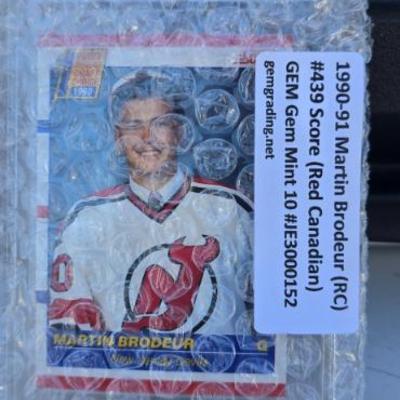 1990-91 Martin Brodeur (RC)
#439 Score (Red Canadian)
GEM Gem Mint 10 #JE3000152
gemgrading.net
1990
MARTIN BRODEUR G
New Jersey Devils